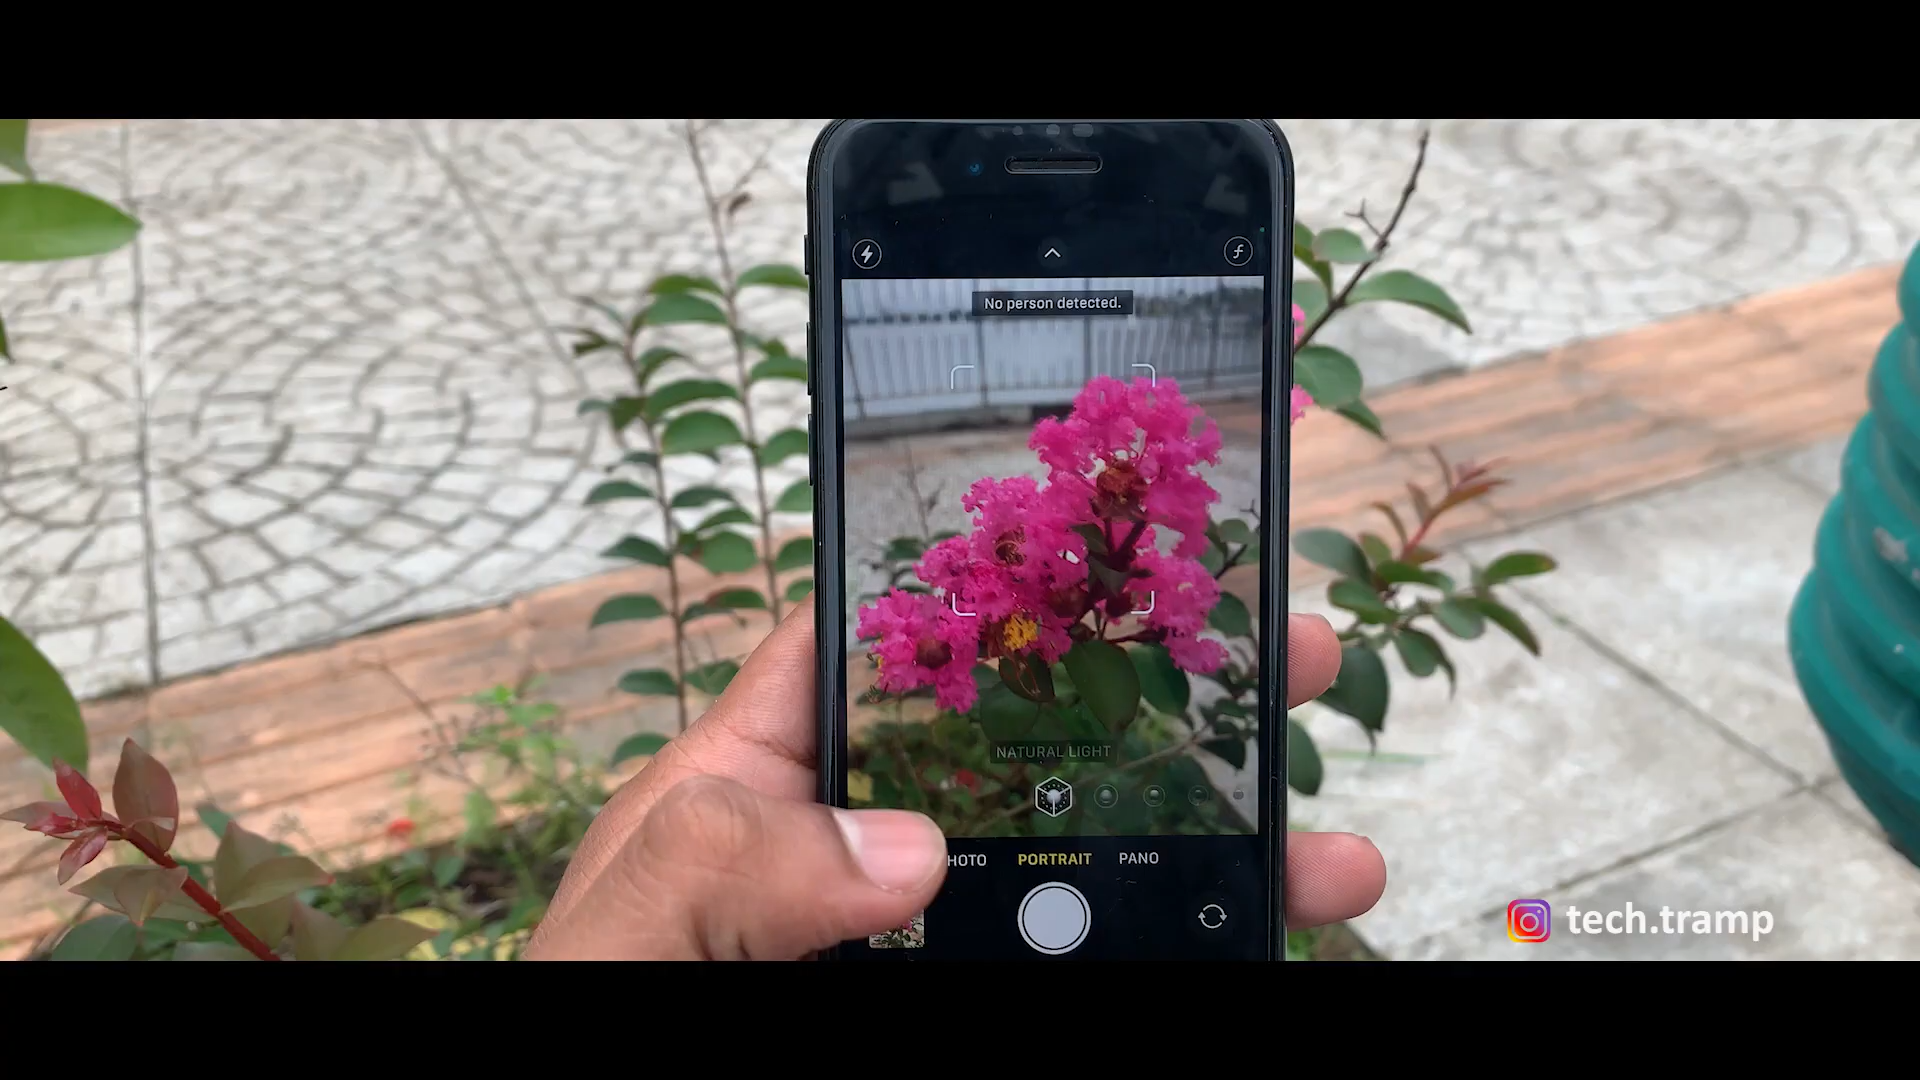 No person detected.
NATURAL LIGHT
HOTO PORTRAIT PANO
tech.tramp